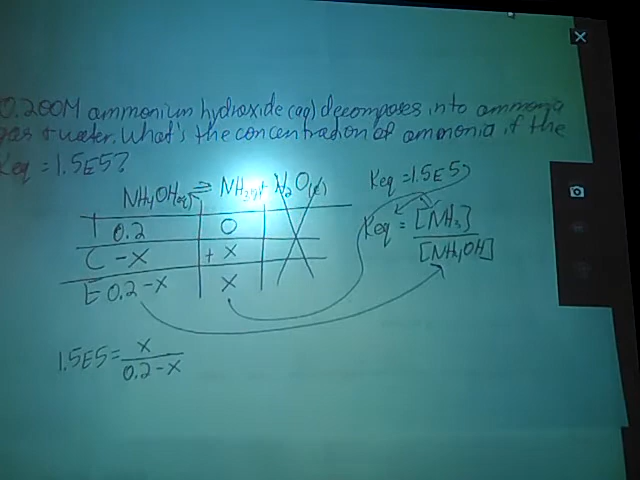 0.200M ammonium hydroxide (aq) decomposes into ammonia
gas + water. What's the concentration of ammonia if the
Keq = 1.5E5?
NH4OH(aq) ⇌ NH3(g) + H2O(l) Keq = 1.5E5
I 0.2 0 Keq = [NH3]
C -x + x [NH4OH]
E 0.2-x x
1.5E5 = x
0.2-x